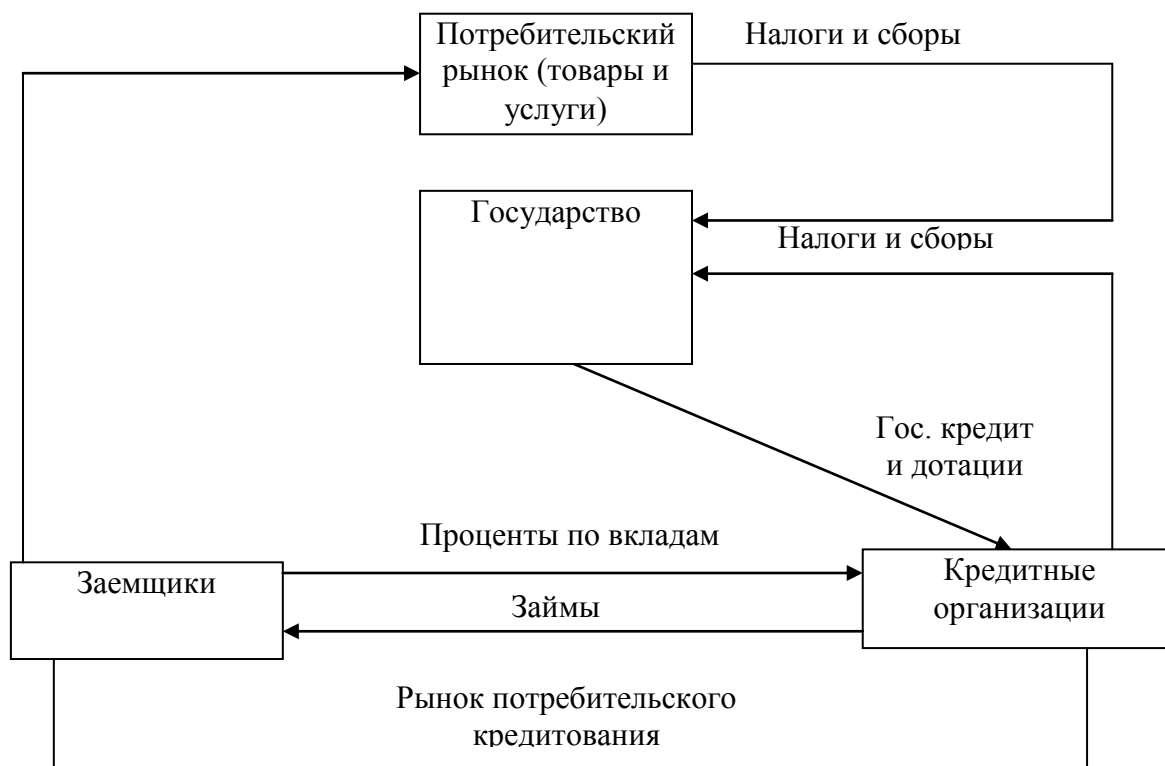 Потребительский
рынок (товары и
услуги)
Налоги и сборы
Государство
Налоги и сборы
Гос. кредит
и дотации
Проценты по вкладам
Заемщики
Займы
Кредитные
организации
Рынок потребительского
кредитования